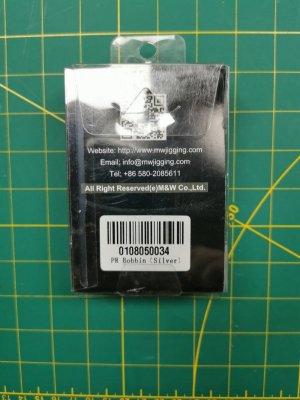 Website: http://www.mwjigging.com
Email; info@mwjigging.com
Tel; +86 580-2085611
All Right Reserved(e)M&W Co.,Ltd.
0108050034
PR Bobbin (Silver)